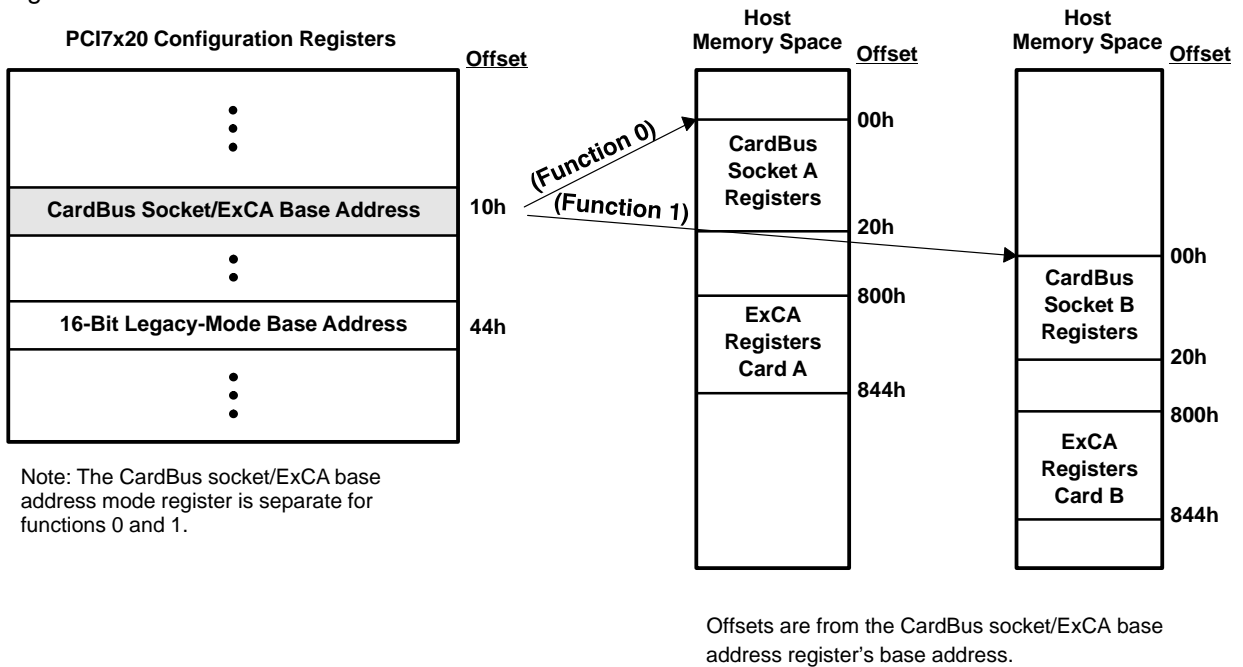 PCI7x20 Configuration Registers
Offset
CardBus Socket/ExCA Base Address
10h
16-Bit Legacy-Mode Base Address
44h
Note: The CardBus socket/ExCA base
address mode register is separate for
functions 0 and 1.
(Function 0)
(Function 1)
Host
Memory Space
Offset
00h
CardBus
Socket A
Registers
20h
800h
ExCA
Registers
Card A
844h
Host
Memory Space
Offset
00h
CardBus
Socket B
Registers
20h
800h
ExCA
Registers
Card B
844h
Offsets are from the CardBus socket/ExCA base
address register’s base address.